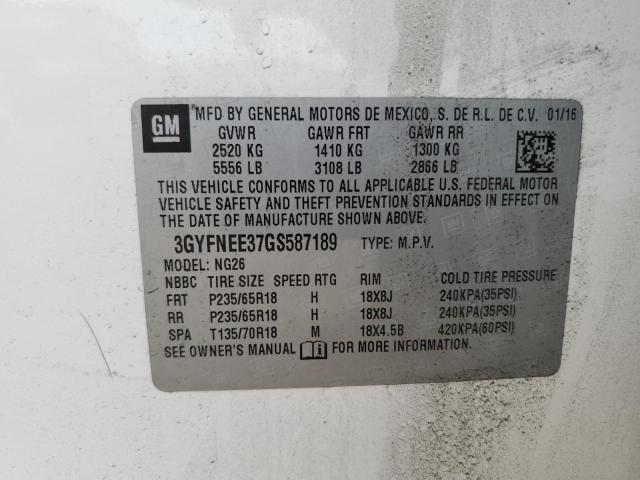 GM
® MFD BY GENERAL MOTORS DE MEXICO, S. DE R.L. DE C.V. 01/16
GVWR GAWR FRT GAWR RR
2520 KG 1410 KG 1300 KG
5556 LB 3108 LB 2866 LB
THIS VEHICLE CONFORMS TO ALL APPLICABLE U.S. FEDERAL MOTOR
VEHICLE SAFETY AND THEFT PREVENTION STANDARDS IN EFFECT ON
THE DATE OF MANUFACTURE SHOWN ABOVE.
3GYFNEE37GS587189 TYPE: M.P.V.
MODEL: NG26
NBBC TIRE SIZE SPEED RTG RIM COLD TIRE PRESSURE
FRT P235/65R18 H 18X8J 240KPA(35PSI)
RR P235/65R18 H 18X8J 240KPA(35PSI)
SPA T135/70R18 M 18X4.5B 420KPA(60PSI)
SEE OWNER'S MANUAL FOR MORE INFORMATION.